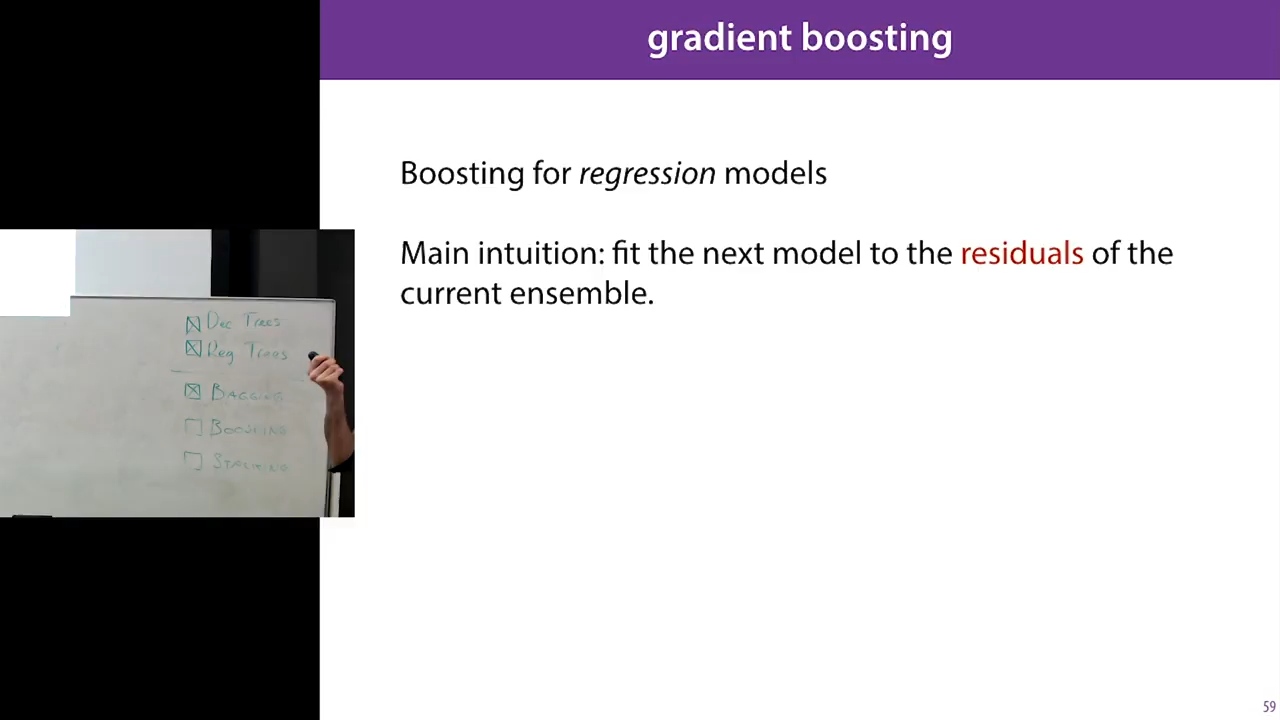 gradient boosting
Boosting for regression models
Main intuition: fit the next model to the residuals of the
current ensemble.
Dec Trees
Reg Trees
BAGGING
BOOSTING
STACKING
59